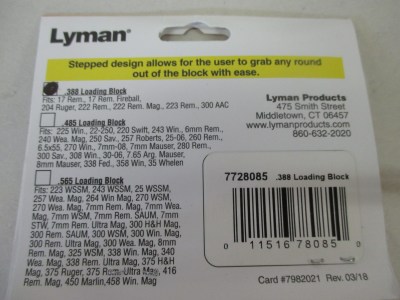 Lyman®
Stepped design allows for the user to grab any round
out of the block with ease.
.388 Loading Block
Fits: 17 Rem., 17 Rem. Fireball,
204 Ruger, 222 Rem., 222 Rem. Mag., 223 Rem., 300 AAC
.485 Loading Block
Fits: 225 Win., 22-250, 220 Swift, 243 Win., 6mm Rem.,
240 Wea. Mag, 250 Sav., 257 Roberts, 25-06, 260 Rem.,
6.5x55, 270 Win., 7mm-08, 7mm Mauser, 280 Rem.,
300 Sav., 308 Win., 30-06, 7.65 Arg. Mauser,
8mm Mauser, 338 Fed., 358 Win, 35 Whelen
.565 Loading Block
Fits: 223 WSSM, 243 WSSM, 25 WSSM,
257 Wea. Mag, 264 Win Mag, 270 WSM,
270 Wea. Mag, 7mm Rem. Mag, 7mm Wea.
Mag, 7mm WSM, 7mm Rem. SAUM, 7mm
STW, 7mm Rem. Ultra Mag, 300 H&H Mag,
300 Rem. SAUM, 300 WSM, 300 Win. Mag,
300 Rem. Ultra Mag, 300 Wea. Mag, 8mm
Rem. Mag, 325 WSM, 338 Win. Mag, 340
Wea. Mag, 338 Rem. Ultra Mag, 375 H&H
Mag, 375 Ruger, 375 Rem. Ultra Mag, 416
Rem. Mag, 450 Marlin, 458 Win. Mag
Lyman Products
475 Smith Street
Middletown, CT 06457
www.lymanproducts.com
860-632-2020
7728085 .388 Loading Block
0 11516 78085 0
Card #7982021 Rev. 03/18